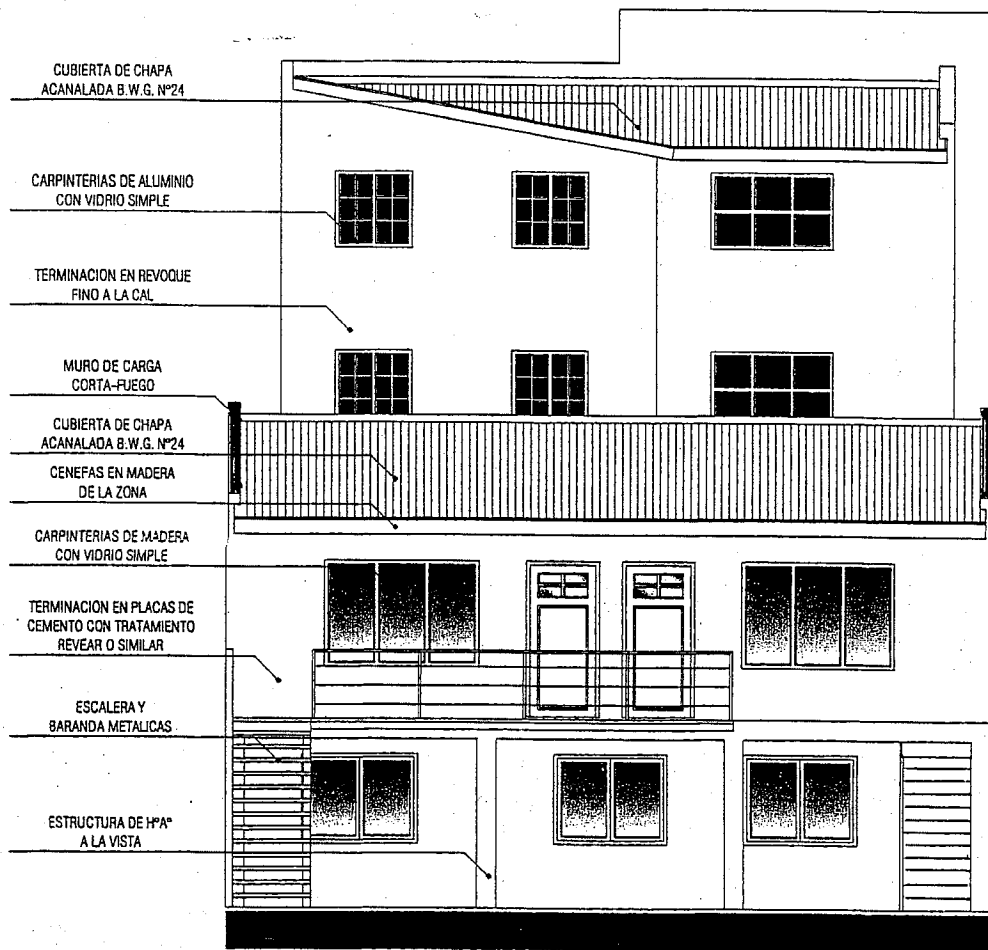 CUBIERTA DE CHAPA
ACANALADA B.W.G. Nº24
CARPINTERIAS DE ALUMINIO
CON VIDRIO SIMPLE
TERMINACION EN REVOQUE
FINO A LA CAL
MURO DE CARGA
CORTA-FUEGO
CUBIERTA DE CHAPA
ACANALADA B.W.G. Nº24
CENEFAS EN MADERA
DE LA ZONA
CARPINTERIAS DE MADERA
CON VIDRIO SIMPLE
TERMINACION EN PLACAS DE
CEMENTO CON TRATAMIENTO
REVEAR O SIMILAR
ESCALERA Y
BARANDA METALICAS
ESTRUCTURA DE HºAº
A LA VISTA